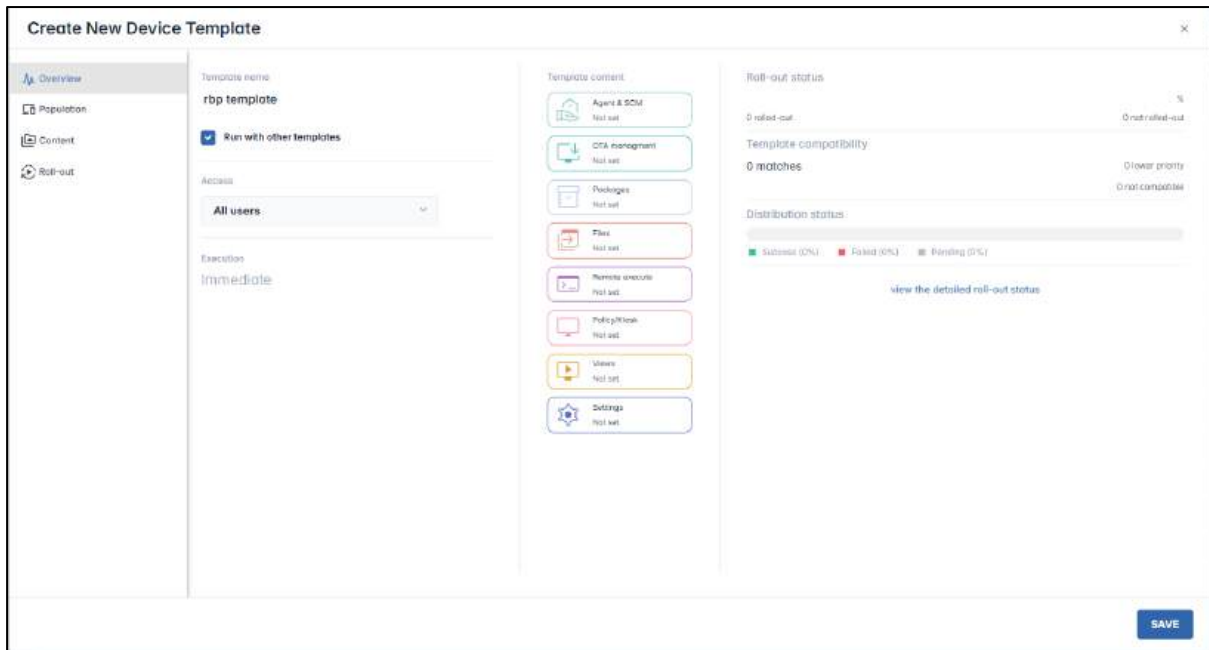 Create New Device Template
Overview
Population
Content
Roll-out
Template name
rbp template
Run with other templates
Access
All users
Execution
Immediate
Template content
Agent & SCM
Not set
OTA managment
Not set
Packages
Not set
Files
Not set
Remote execute
Not set
Policy/Kiosk
Not set
Views
Not set
Settings
Not set
Roll-out status
%
0 rolled-out
0 not rolled-out
Template compatibility
0 matches
0 lower priority
0 not compatible
Distribution status
Success (0%) Failed (0%) Pending (0%)
view the detailed roll-out status
SAVE